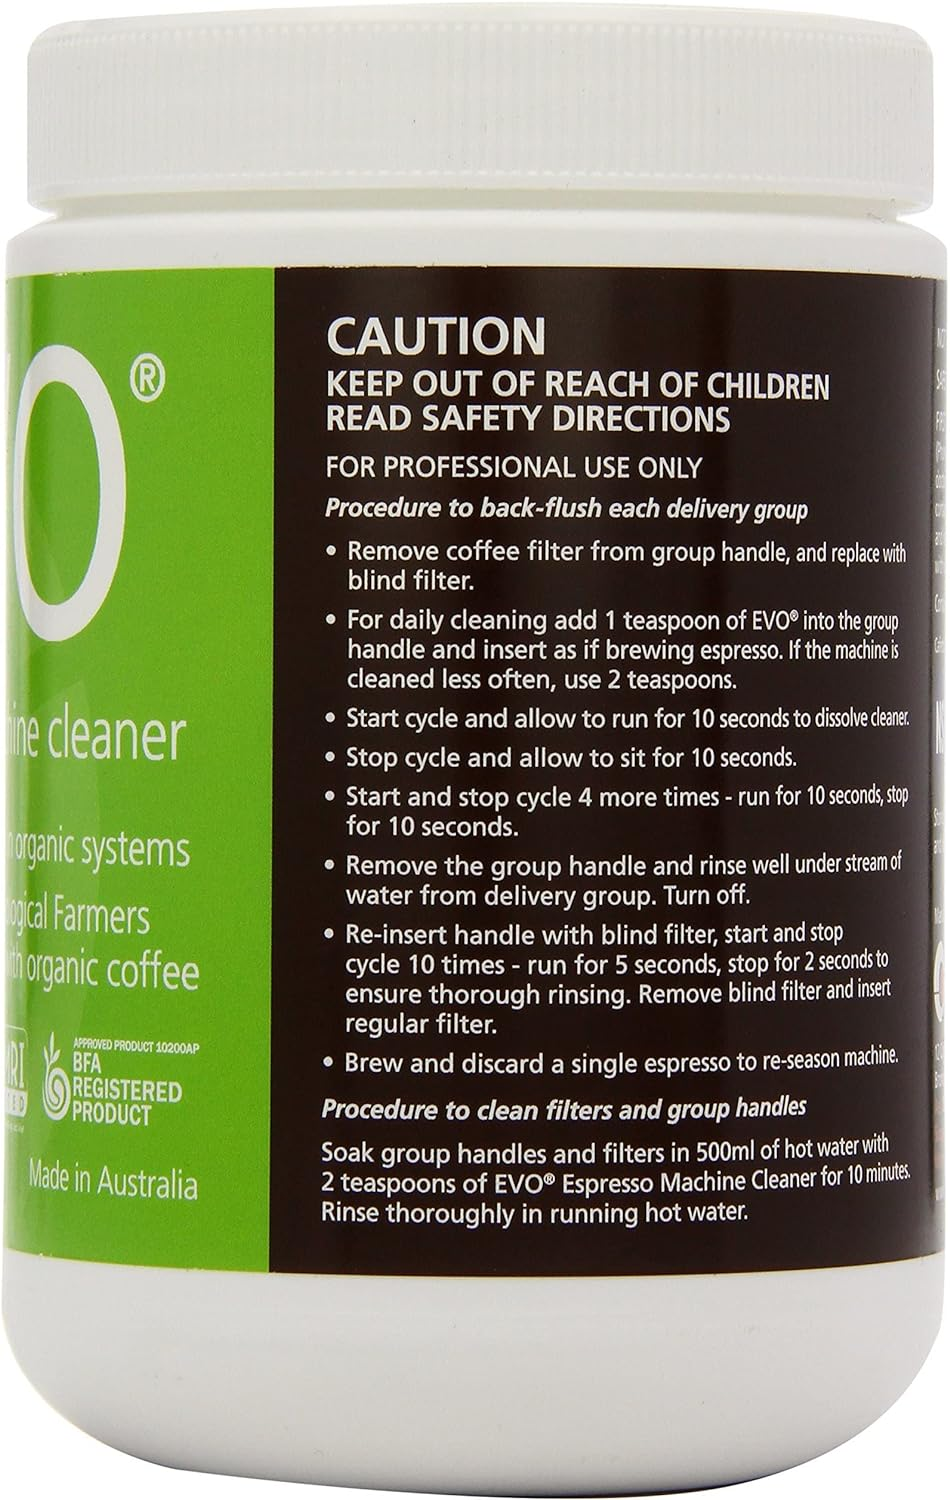 O®
cleaner
organic systems
Farmers
organic coffee
APPROVED PRODUCT 10200AP
BFA
REGISTERED
PRODUCT
Made in Australia
CAUTION
KEEP OUT OF REACH OF CHILDREN
READ SAFETY DIRECTIONS
FOR PROFESSIONAL USE ONLY
Procedure to back-flush each delivery group
• Remove coffee filter from group handle, and replace with
blind filter.
• For daily cleaning add 1 teaspoon of EVO® into the group
handle and insert as if brewing espresso. If the machine is
cleaned less often, use 2 teaspoons.
• Start cycle and allow to run for 10 seconds to dissolve cleaner.
• Stop cycle and allow to sit for 10 seconds.
• Start and stop cycle 4 more times - run for 10 seconds, stop
for 10 seconds.
• Remove the group handle and rinse well under stream of
water from delivery group. Turn off.
• Re-insert handle with blind filter, start and stop
cycle 10 times - run for 5 seconds, stop for 2 seconds to
ensure thorough rinsing. Remove blind filter and insert
regular filter.
• Brew and discard a single espresso to re-season machine.
Procedure to clean filters and group handles
Soak group handles and filters in 500ml of hot water with
2 teaspoons of EVO® Espresso Machine Cleaner for 10 minutes.
Rinse thoroughly in running hot water.